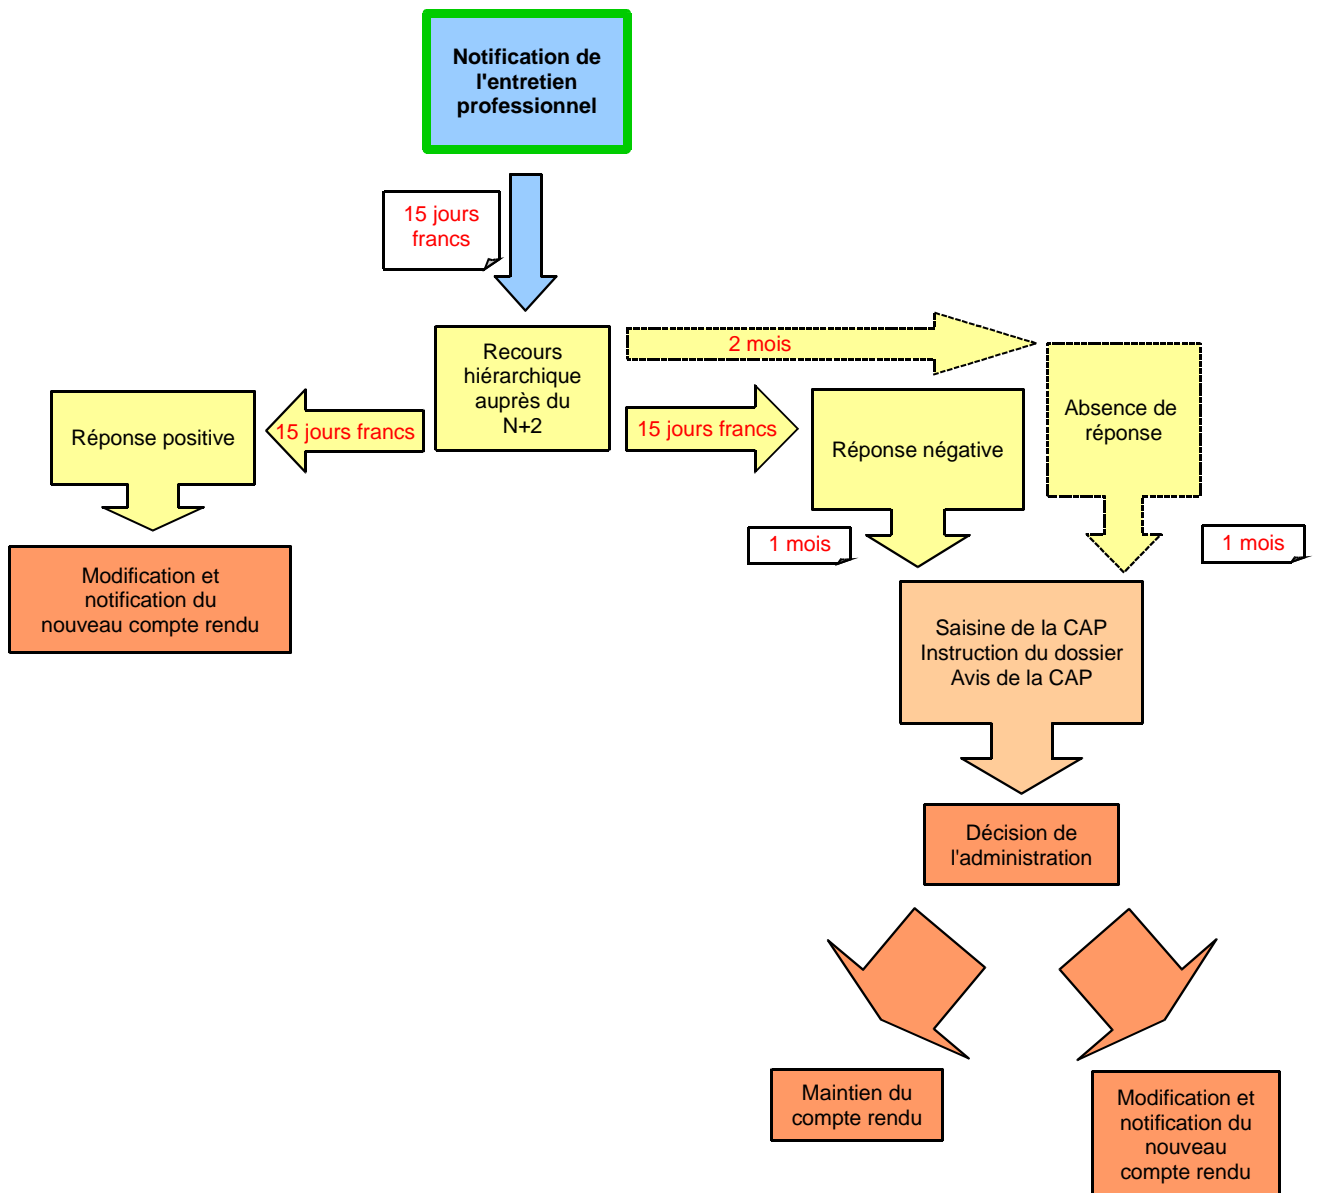 Notification de
l'entretien
professionnel
15 jours
francs
Recours
hiérarchique
auprès du
N+2
2 mois
15 jours francs
15 jours francs
Réponse positive
Réponse négative
Absence de
réponse
1 mois
1 mois
Modification et
notification du
nouveau compte rendu
Saisine de la CAP
Instruction du dossier
Avis de la CAP
Décision de
l'administration
Maintien du
compte rendu
Modification et
notification du
nouveau
compte rendu